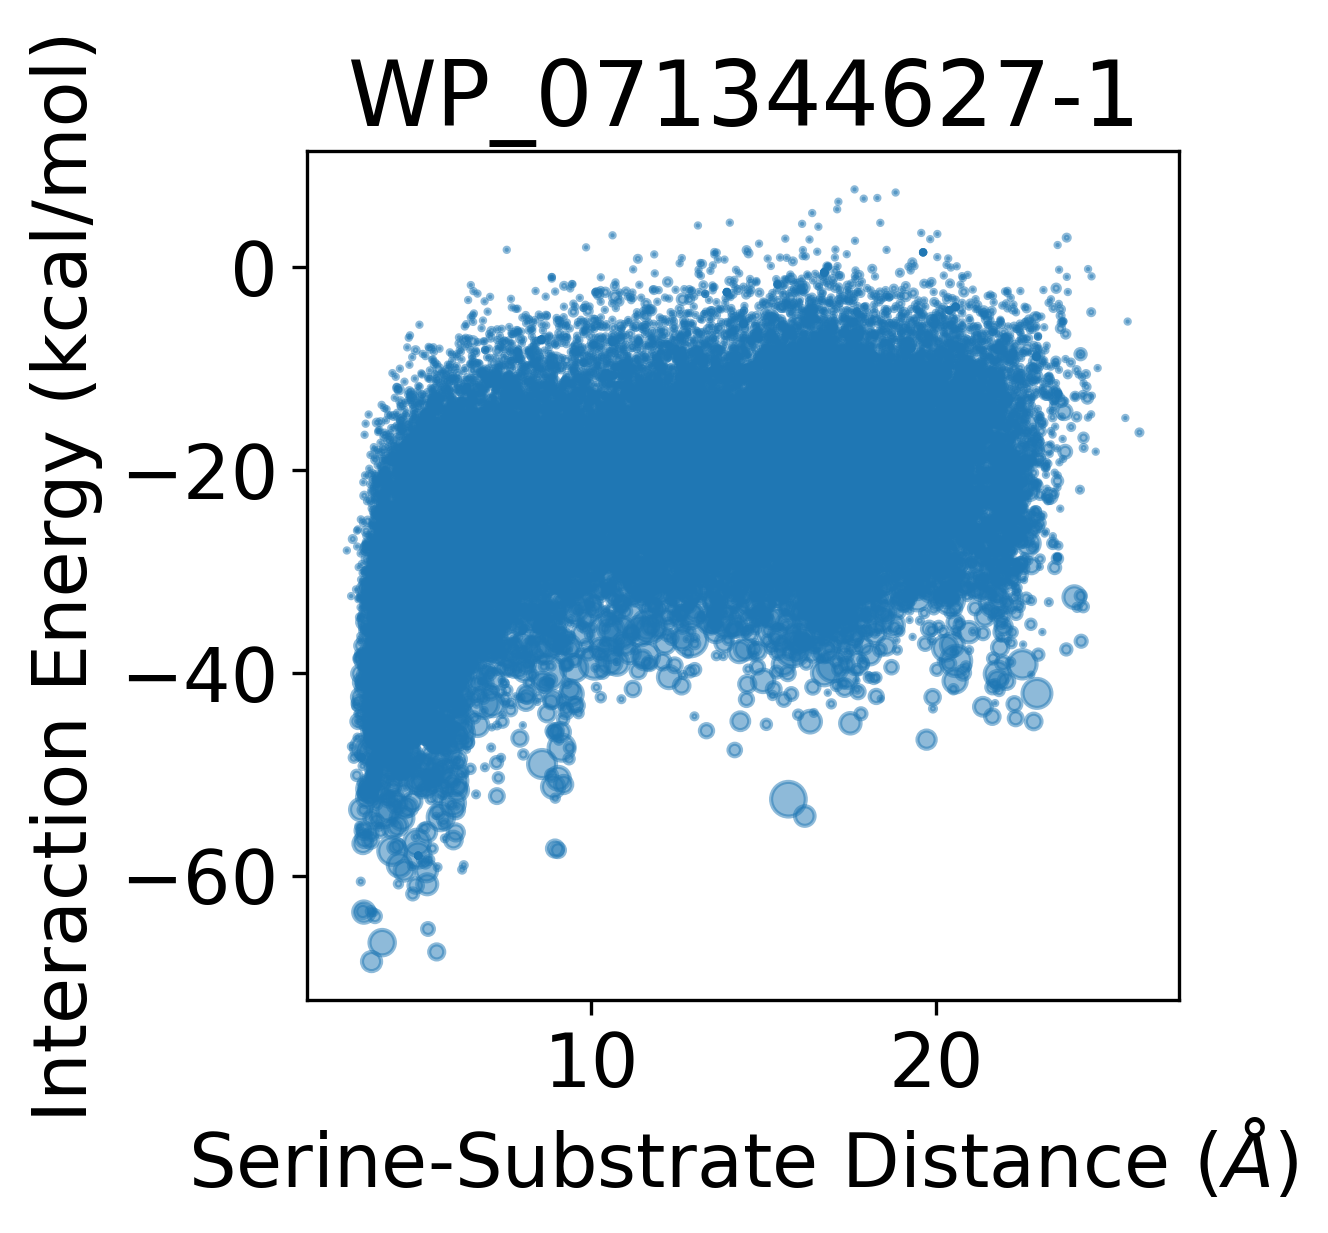 WP_071344627-1
Interaction Energy (kcal/mol)
0
−20
−40
−60
10 20
Serine-Substrate Distance (Å)